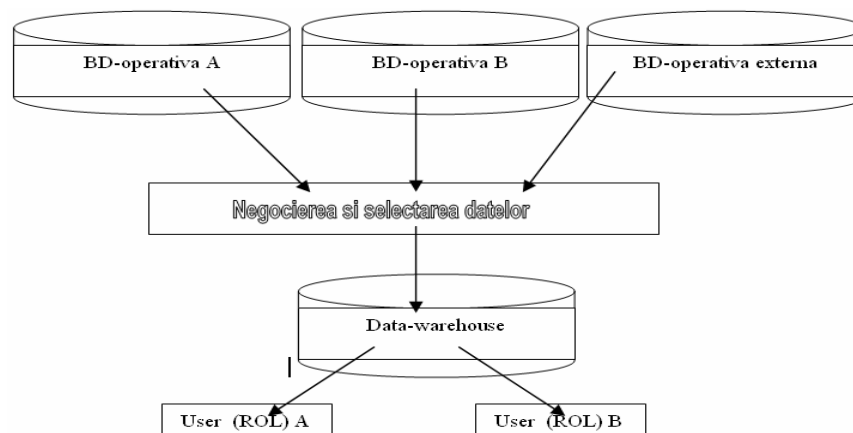 BD-operativa A
BD-operativa B
BD-operativa externa
Negocierea si selectarea datelor
Data-warehouse
User (ROL) A
User (ROL) B